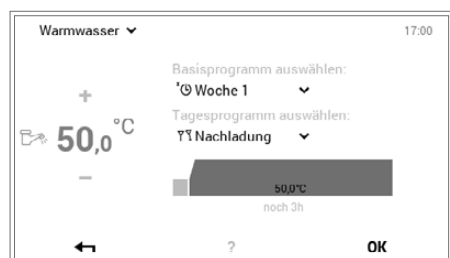 Warmwasser
17:00
Basisprogramm auswählen:
Woche 1
+
Tagesprogramm auswählen:
50,0 °C
Nachladung
−
50,0°C
noch 3h
?
OK